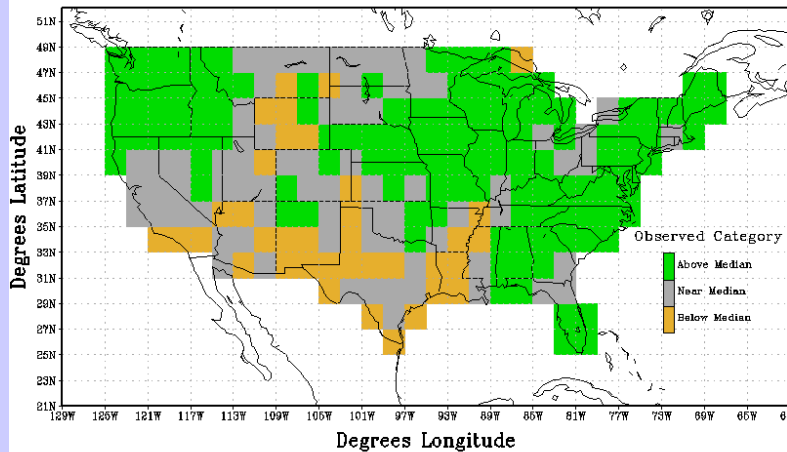 51N
49N
47N
45N
43N
41N
39N
37N
35N
33N
31N
29N
27N
25N
23N
21N
Degrees Latitude
Observed Category
Above Median
Near Median
Below Median
129W 125W 121W 117W 113W 109W 105W 101W 97W 93W 89W 85W 81W 77W 73W 69W 65W
Degrees Longitude